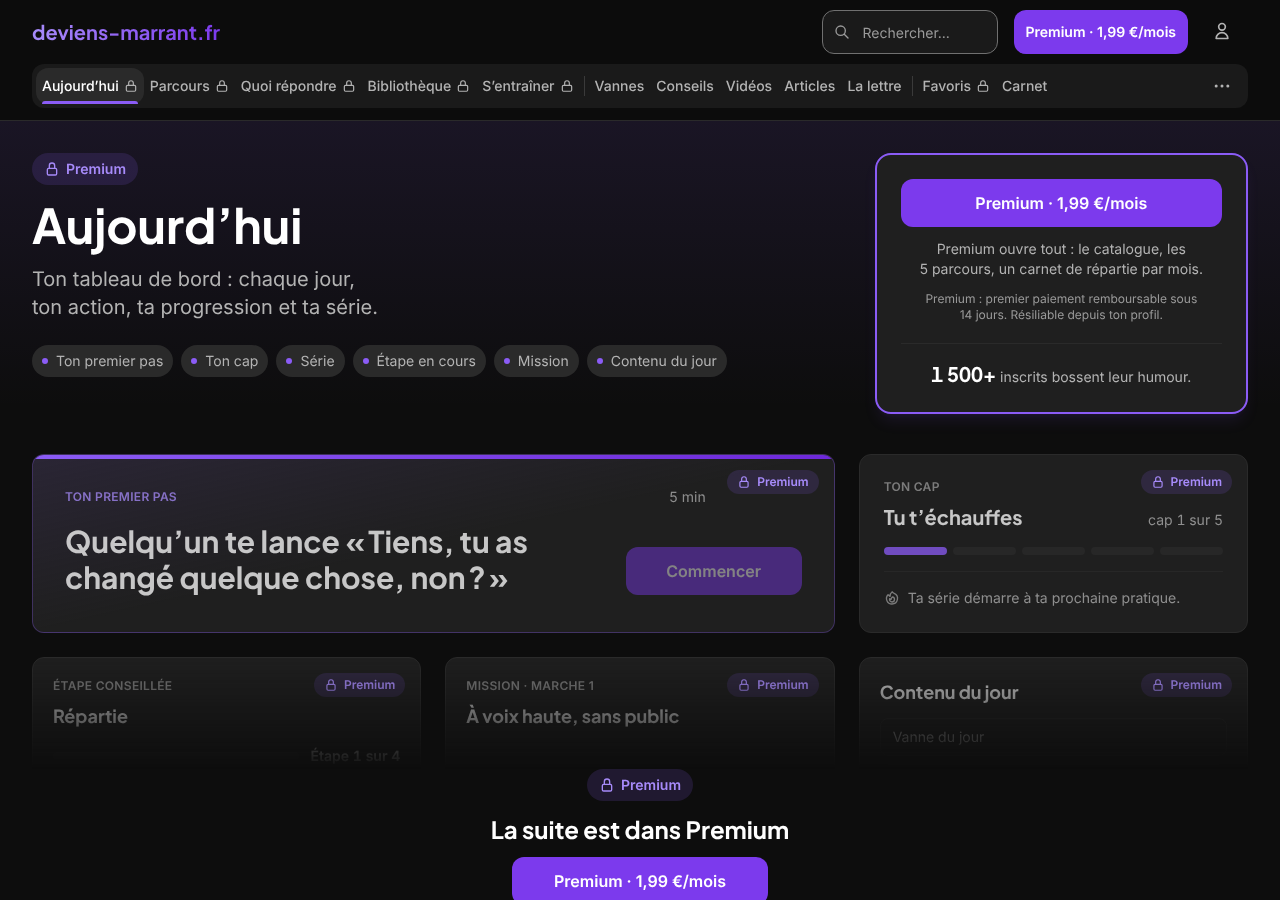 deviens-marrant.fr
Rechercher...
Premium · 1,99 €/mois
Aujourd’hui
Parcours
Quoi répondre
Bibliothèque
S’entraîner
Vannes
Conseils
Vidéos
Articles
La lettre
Favoris
Carnet
Premium
Aujourd’hui
Ton tableau de bord : chaque jour,
ton action, ta progression et ta série.
Ton premier pas
Ton cap
Série
Étape en cours
Mission
Contenu du jour
Premium · 1,99 €/mois
Premium ouvre tout : le catalogue, les
5 parcours, un carnet de répartie par mois.
Premium : premier paiement remboursable sous
14 jours. Résiliable depuis ton profil.
1 500+ inscrits bossent leur humour.
TON PREMIER PAS
5 min
Premium
Quelqu’un te lance « Tiens, tu as
changé quelque chose, non ? »
Commencer
TON CAP
Premium
Tu t’échauffes
cap 1 sur 5
Ta série démarre à ta prochaine pratique.
ÉTAPE CONSEILLÉE
Premium
Répartie
Étape 1 sur 4
MISSION · MARCHE 1
Premium
À voix haute, sans public
Contenu du jour
Premium
Vanne du jour
Premium
La suite est dans Premium
Premium · 1,99 €/mois